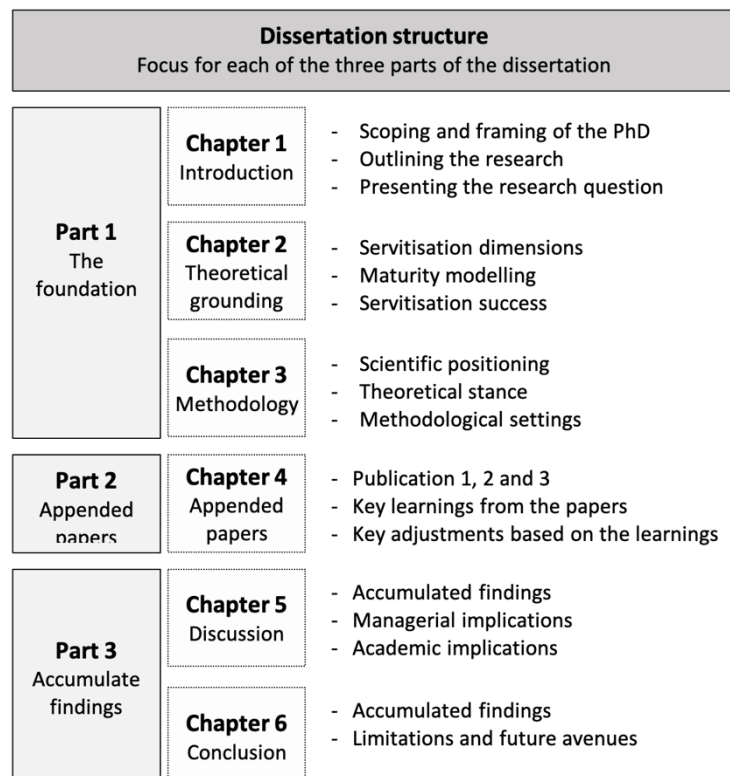 Dissertation structure
Focus for each of the three parts of the dissertation
Part 1
The
foundation
Chapter 1
Introduction
- Scoping and framing of the PhD
- Outlining the research
- Presenting the research question
Chapter 2
Theoretical
grounding
- Servitisation dimensions
- Maturity modelling
- Servitisation success
Chapter 3
Methodology
- Scientific positioning
- Theoretical stance
- Methodological settings
Part 2
Appended
papers
Chapter 4
Appended
papers
- Publication 1, 2 and 3
- Key learnings from the papers
- Key adjustments based on the learnings
Part 3
Accumulate
findings
Chapter 5
Discussion
- Accumulated findings
- Managerial implications
- Academic implications
Chapter 6
Conclusion
- Accumulated findings
- Limitations and future avenues